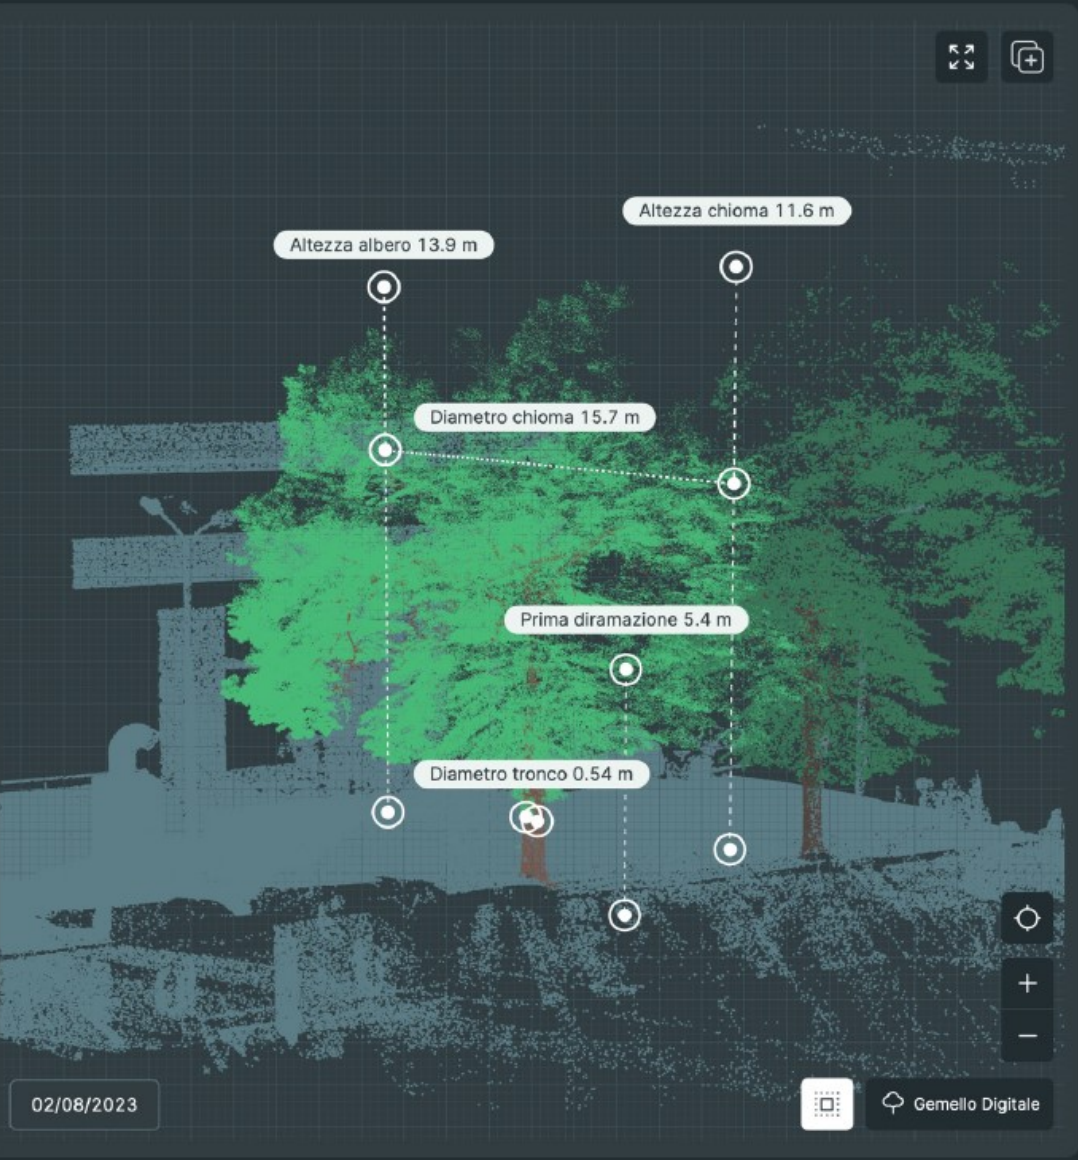 Altezza chioma 11.6 m
Altezza albero 13.9 m
Diametro chioma 15.7 m
Prima diramazione 5.4 m
Diametro tronco 0.54 m
02/08/2023
Gemello Digitale